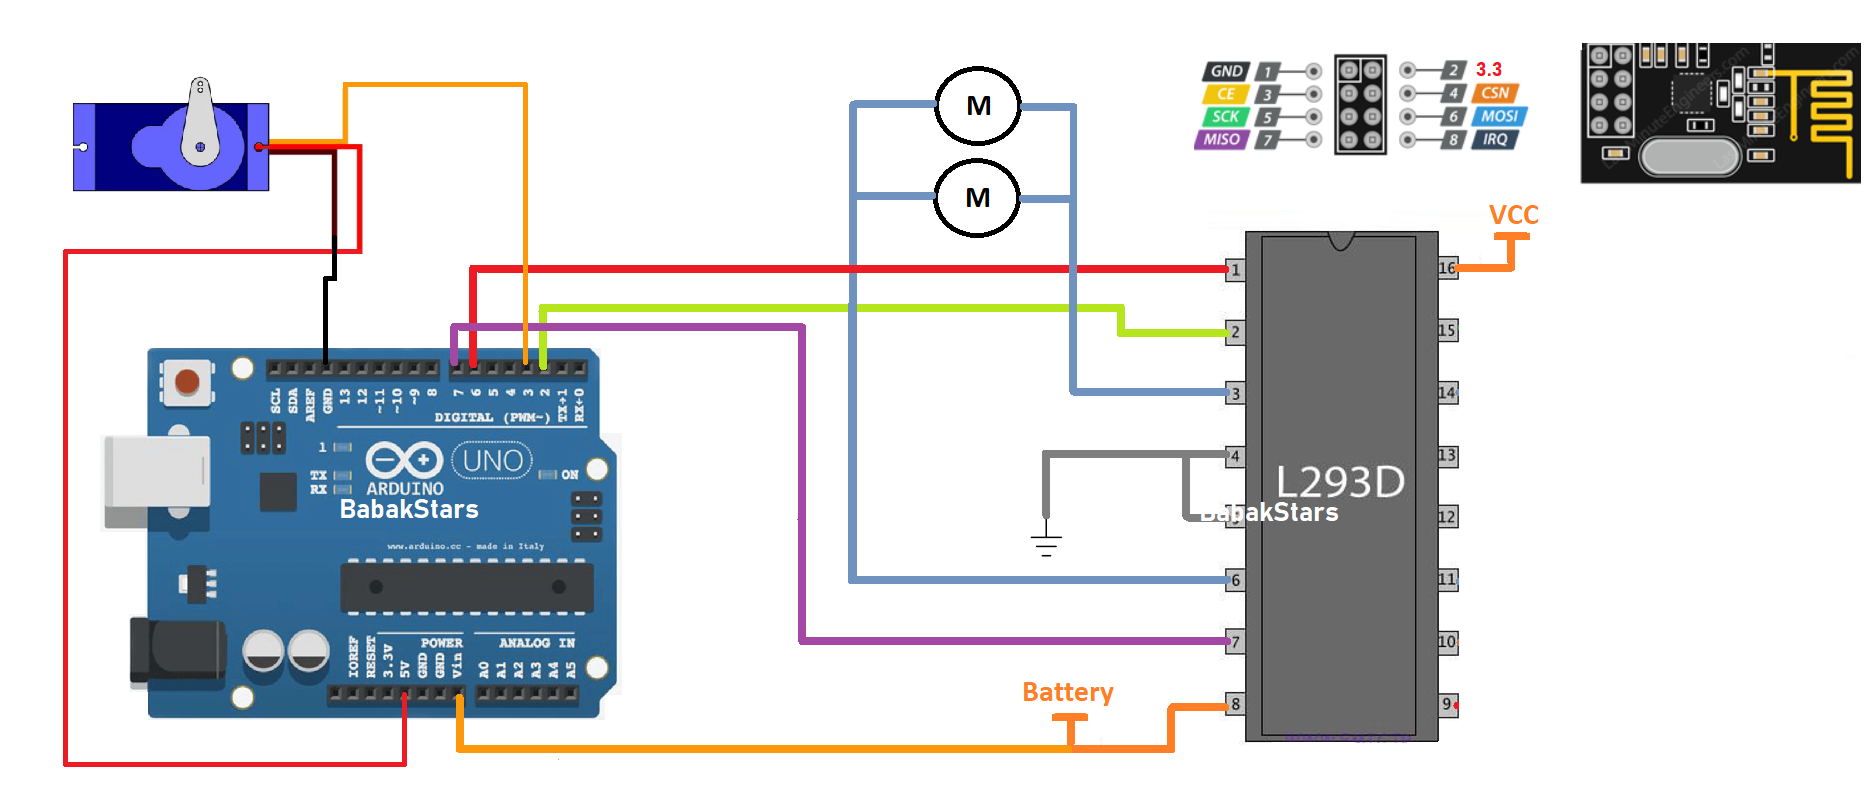 M
M
GND 1 2 3.3
CE 3 4 CSN
SCK 5 6 MOSI
MISO 7 8 IRQ
VCC
1 16
2 15
3 14
4 13
12
6 11
7 10
8 9
L293D
BabakStars
SCL SDA AREF GND 13 12 ~11 ~10 ~9 8 7 6 5 4 3 2 TX→1 RX←0
DIGITAL (PWM~)
1
TX
RX
UNO
ON
ARDUINO
BabakStars
www.arduino.cc - made in Italy
POWER
ANALOG IN
IOREF RESET 3.3V 5V GND GND Vin A0 A1 A2 A3 A4 A5
Battery